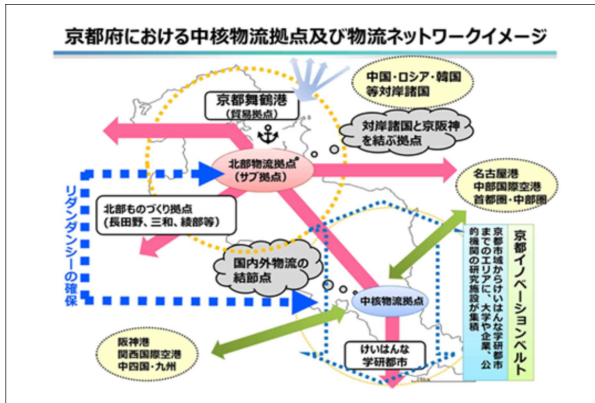 京都府における中核物流拠点及び物流ネットワークイメージ
京都舞鶴港
(貿易拠点)
中国・ロシア・韓国
等対岸諸国
対岸諸国と京阪神
を結ぶ拠点
北部物流拠点
(サブ拠点)
名古屋港
中部国際空港
首都圏・中部圏
リダンダンシーの確保
北部ものづくり拠点
(長田野、三和、綾部等)
国内外物流の
結節点
中核物流拠点
京都イノベーションベルト
京都市域からけいはんな学研都市
までのエリアに、大学や企業、公
的機関の研究施設が集積
阪神港
関西国際空港
中四国・九州
けいはんな
学研都市